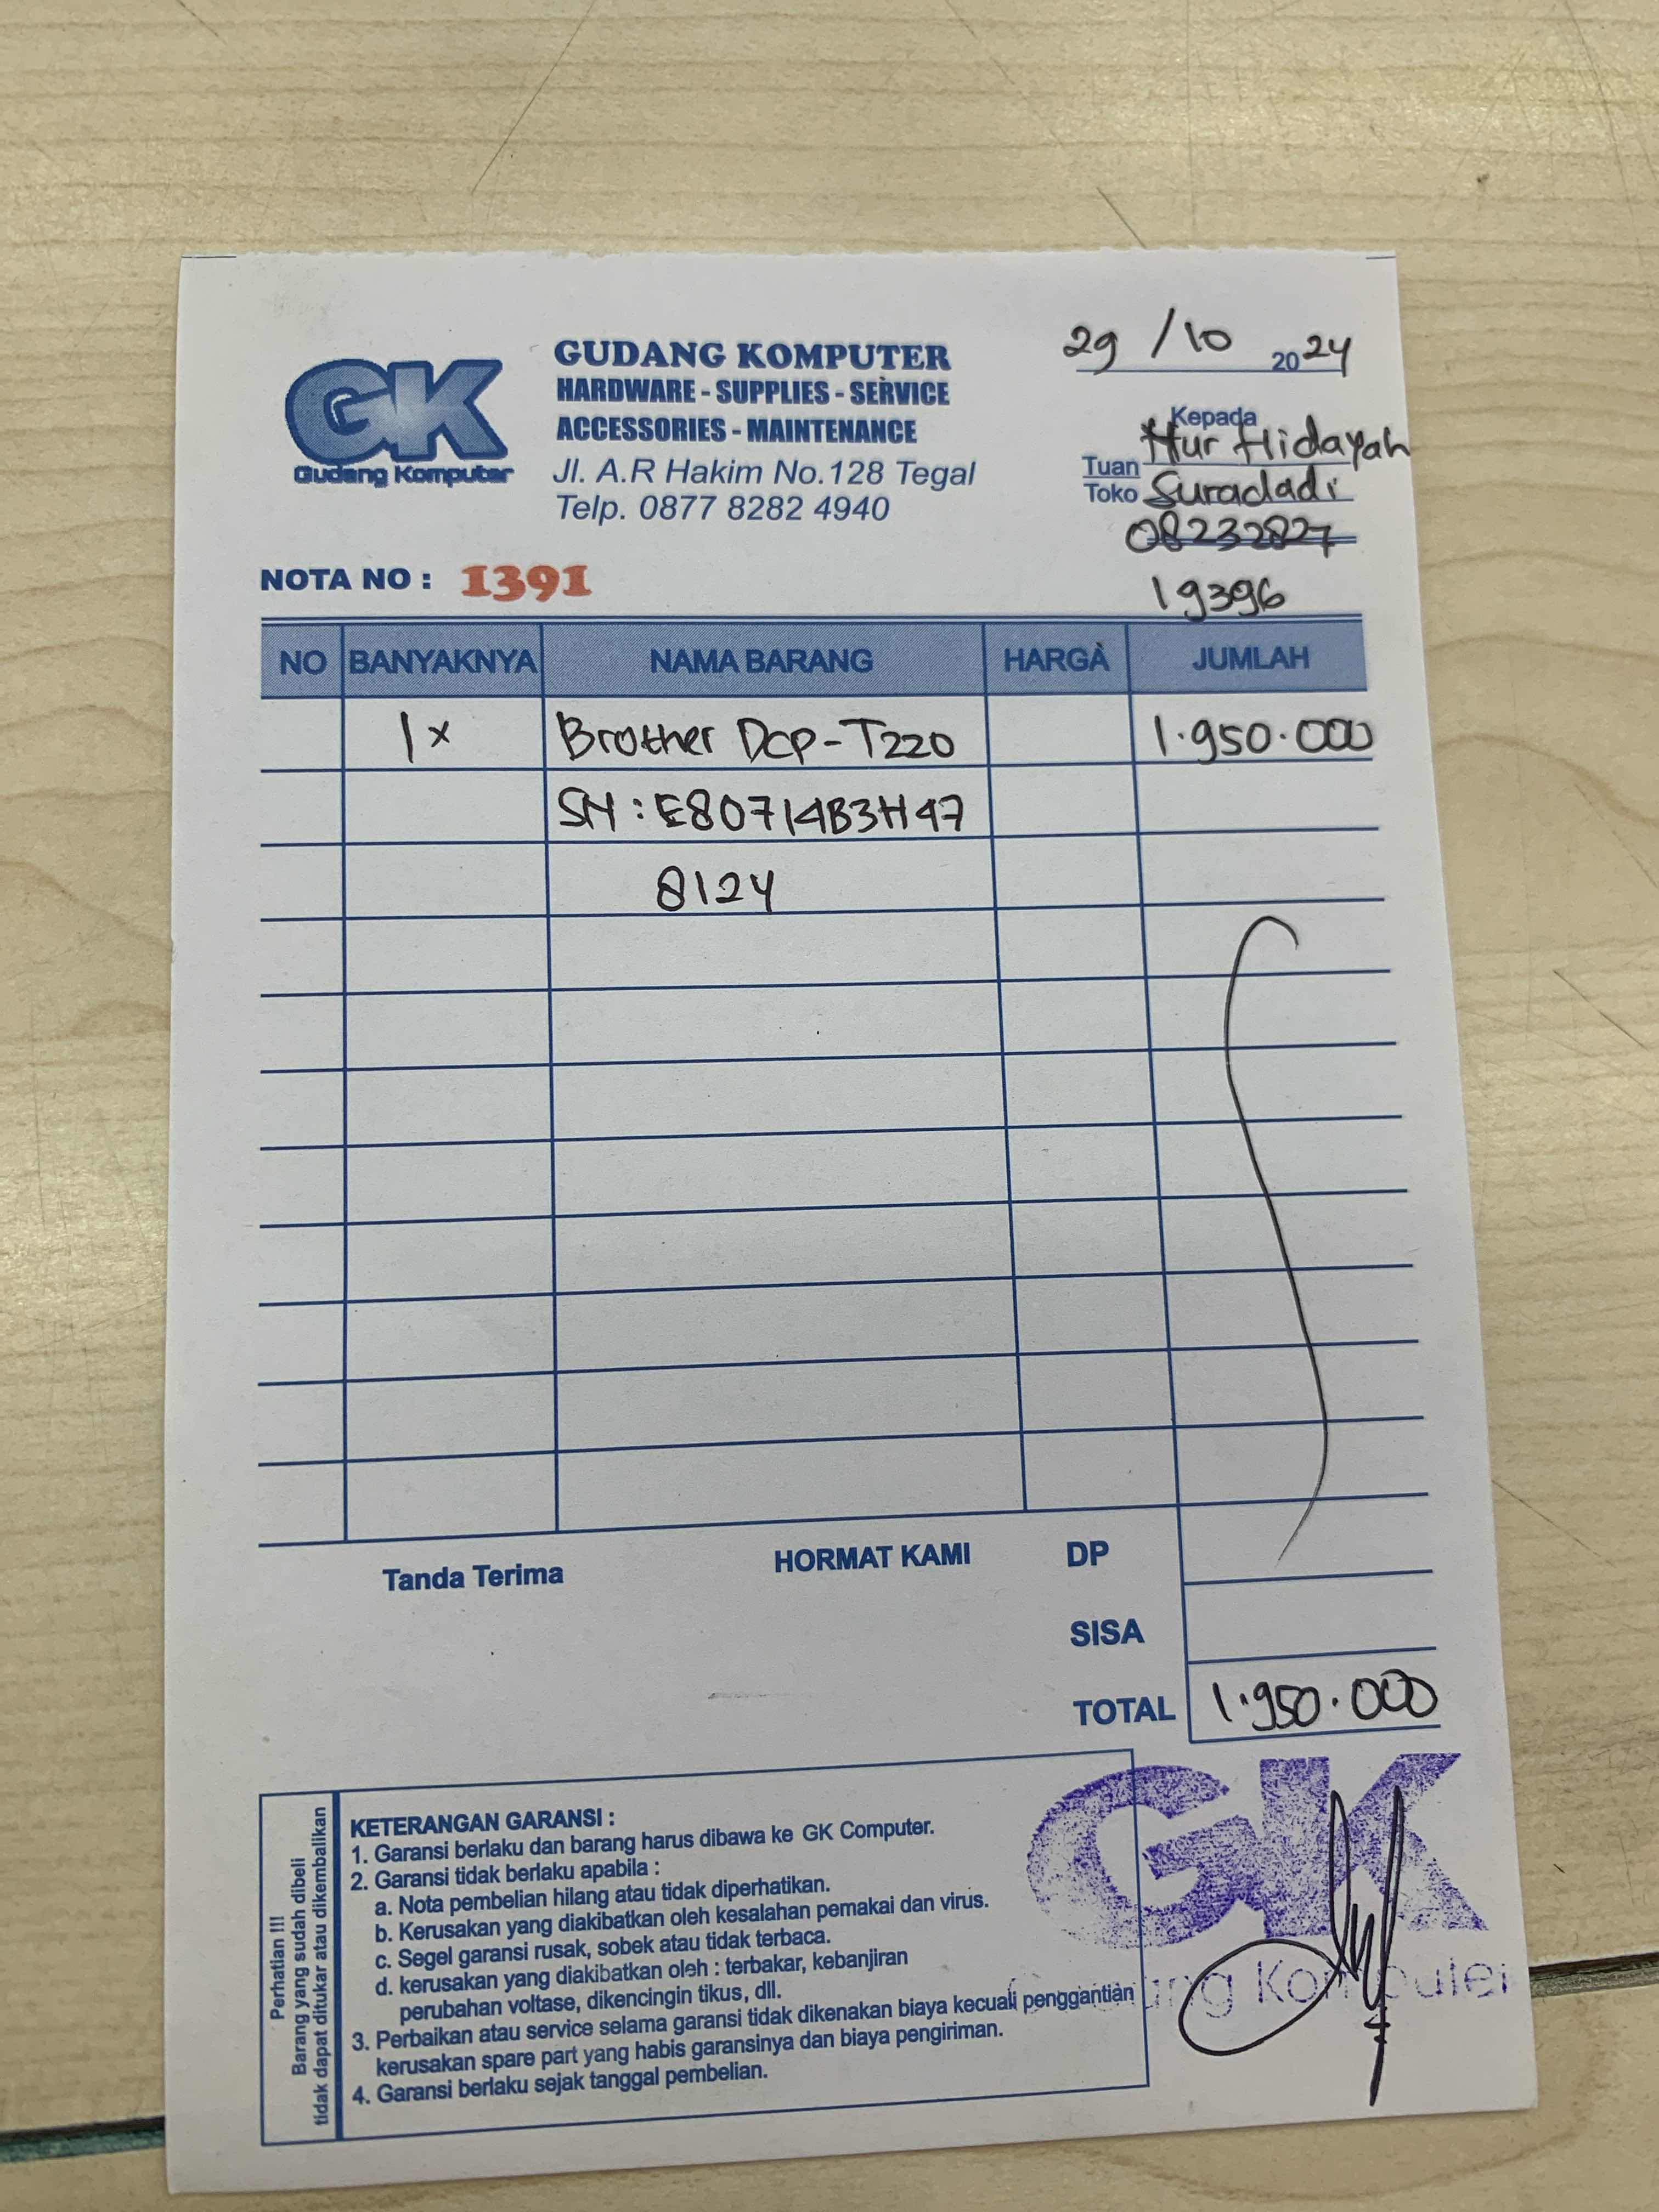 GK
Gudang Komputer
GUDANG KOMPUTER
HARDWARE - SUPPLIES - SERVICE
ACCESSORIES - MAINTENANCE
Jl. A.R Hakim No.128 Tegal
Telp. 0877 8282 4940
29 / 10 2024
Kepada
Tuan Nur Hidayah
Toko Suradadi
08232827
19396
NOTA NO : 1391
NO BANYAKNYA NAMA BARANG HARGA JUMLAH
1x Brother DCP-T220 1.950.000
SN : E80714B3H47
8124
Tanda Terima HORMAT KAMI DP
SISA
TOTAL 1.950.000
Perhatian !!!
Barang yang sudah dibeli
tidak dapat ditukar atau dikembalikan
KETERANGAN GARANSI :
1. Garansi berlaku dan barang harus dibawa ke GK Computer.
2. Garansi tidak berlaku apabila :
a. Nota pembelian hilang atau tidak diperhatikan.
b. Kerusakan yang diakibatkan oleh kesalahan pemakai dan virus.
c. Segel garansi rusak, sobek atau tidak terbaca.
d. kerusakan yang diakibatkan oleh : terbakar, kebanjiran
perubahan voltase, dikencingin tikus, dll.
3. Perbaikan atau service selama garansi tidak dikenakan biaya kecuali penggantian
kerusakan spare part yang habis garansinya dan biaya pengiriman.
4. Garansi berlaku sejak tanggal pembelian.
GK